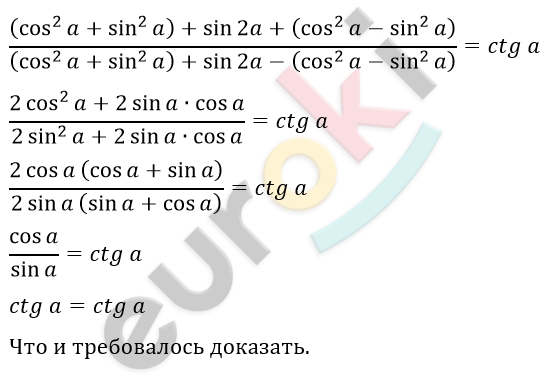 (cos² a + sin² a) + sin 2a + (cos² a − sin² a) / (cos² a + sin² a) + sin 2a − (cos² a − sin² a) = ctg a
2 cos² a + 2 sin a · cos a / 2 sin² a + 2 sin a · cos a = ctg a
2 cos a (cos a + sin a) / 2 sin a (sin a + cos a) = ctg a
cos a / sin a = ctg a
ctg a = ctg a
Что и требовалось доказать.
euroki